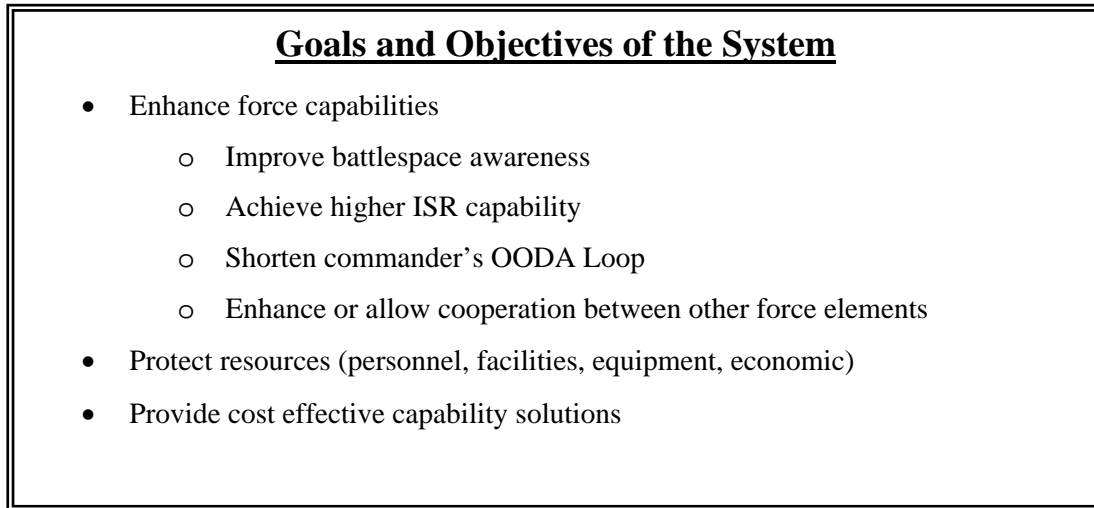 Goals and Objectives of the System
• Enhance force capabilities
o Improve battlespace awareness
o Achieve higher ISR capability
o Shorten commander’s OODA Loop
o Enhance or allow cooperation between other force elements
• Protect resources (personnel, facilities, equipment, economic)
• Provide cost effective capability solutions